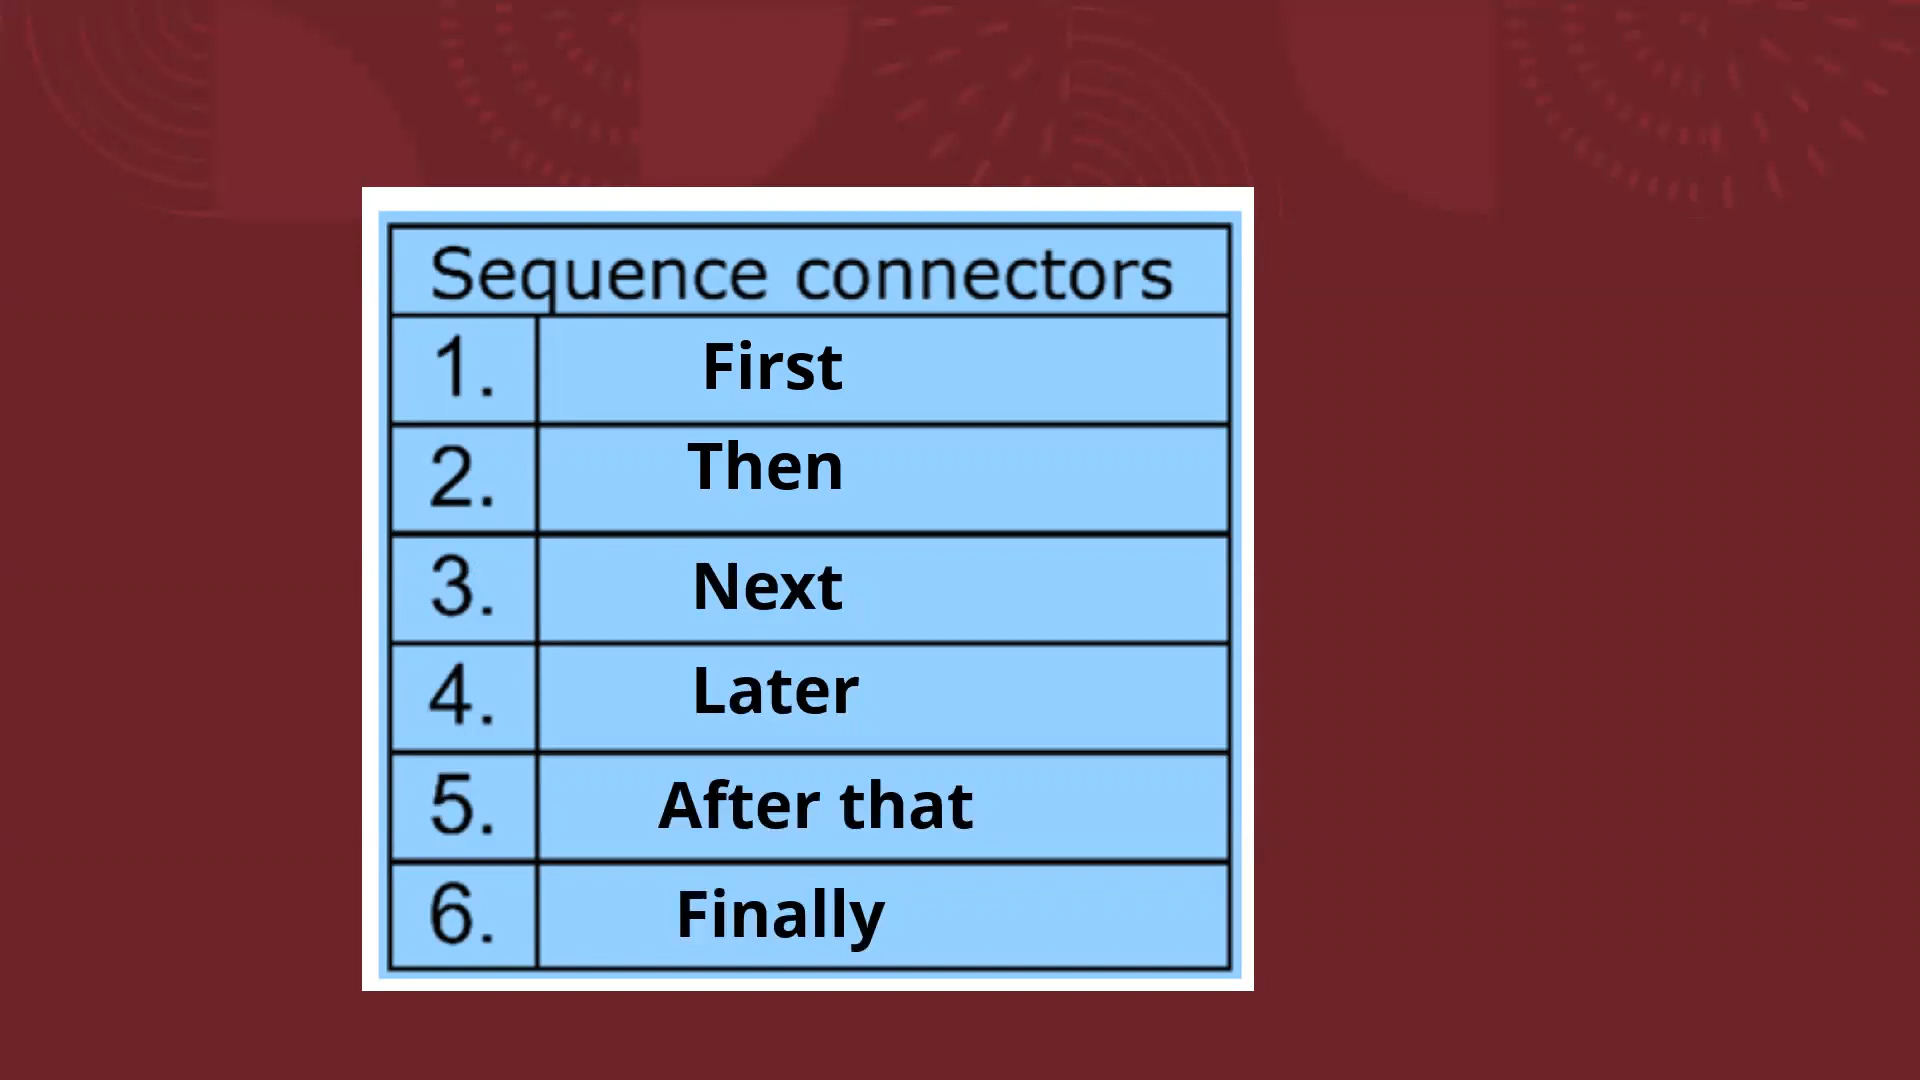 Sequence connectors
1. First
2. Then
3. Next
4. Later
5. After that
6. Finally